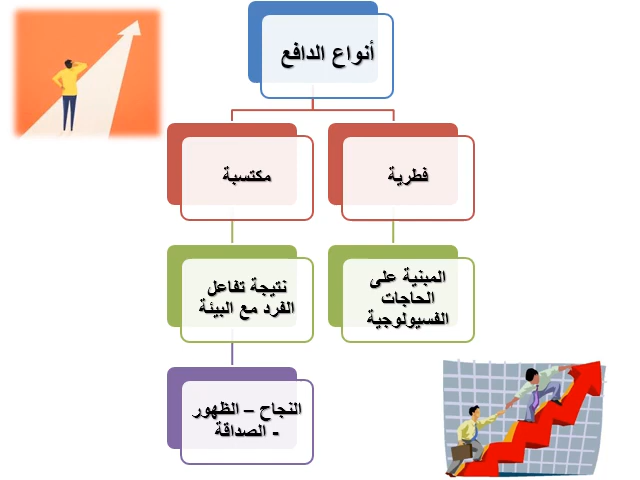 أنواع الدافع
فطرية
مكتسبة
المبنية على
الحاجات
الفسيولوجية
نتيجة تفاعل
الفرد مع البيئة
النجاح – الظهور
- الصداقة